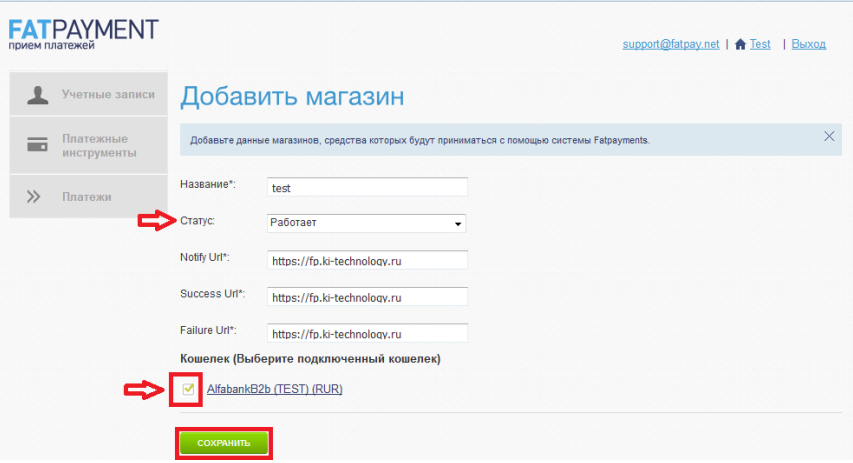 FATPAYMENT
прием платежей
support@fatpay.net | Test | Выход
Учетные записи
Платежные
инструменты
Платежи
Добавить магазин
Добавьте данные магазинов, средства которых будут приниматься с помощью системы Fatpayments.
Название*: test
Статус: Работает
Notify Url*: https://fp.ki-technology.ru
Success Url*: https://fp.ki-technology.ru
Failure Url*: https://fp.ki-technology.ru
Кошелек (Выберите подключенный кошелек)
AlfabankB2b (TEST) (RUR)
СОХРАНИТЬ